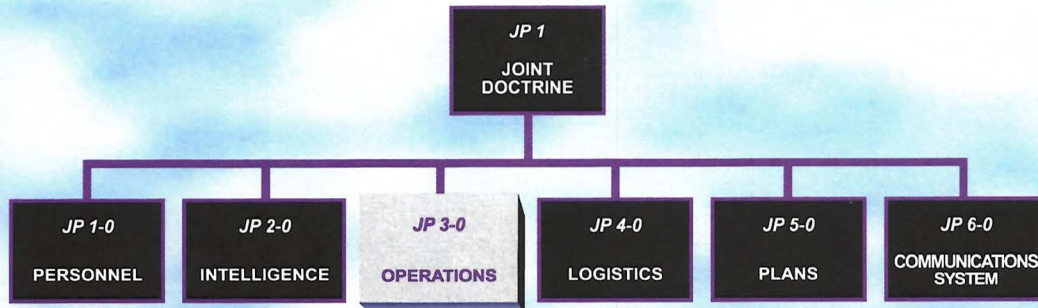 JP 1
JOINT
DOCTRINE
JP 1-0
PERSONNEL
JP 2-0
INTELLIGENCE
JP 3-0
OPERATIONS
JP 4-0
LOGISTICS
JP 5-0
PLANS
JP 6-0
COMMUNICATIONS
SYSTEM